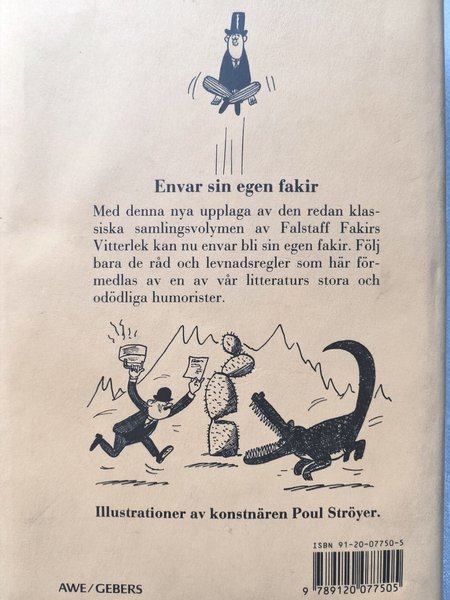 Envar sin egen fakir
Med denna nya upplaga av den redan klas-
siska samlingsvolymen av Falstaff Fakirs
Vitterlek kan nu envar bli sin egen fakir. Följ
bara de råd och levnadsregler som här för-
medlas av en av vår litteraturs stora och
odödliga humorister.
Illustrationer av konstnären Poul Ströyer.
ISBN 91-20-07750-5
AWE/GEBERS
9 789120 077505